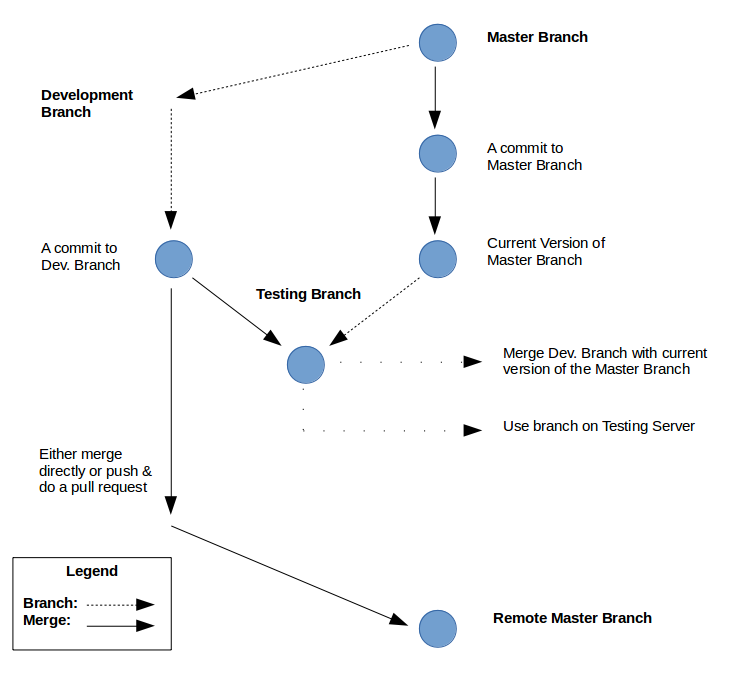 Master Branch
Development
Branch
A commit to
Master Branch
A commit to
Dev. Branch
Current Version of
Master Branch
Testing Branch
Merge Dev. Branch with current
version of the Master Branch
Use branch on Testing Server
Either merge
directly or push &
do a pull request
Legend
Branch:
Merge:
Remote Master Branch